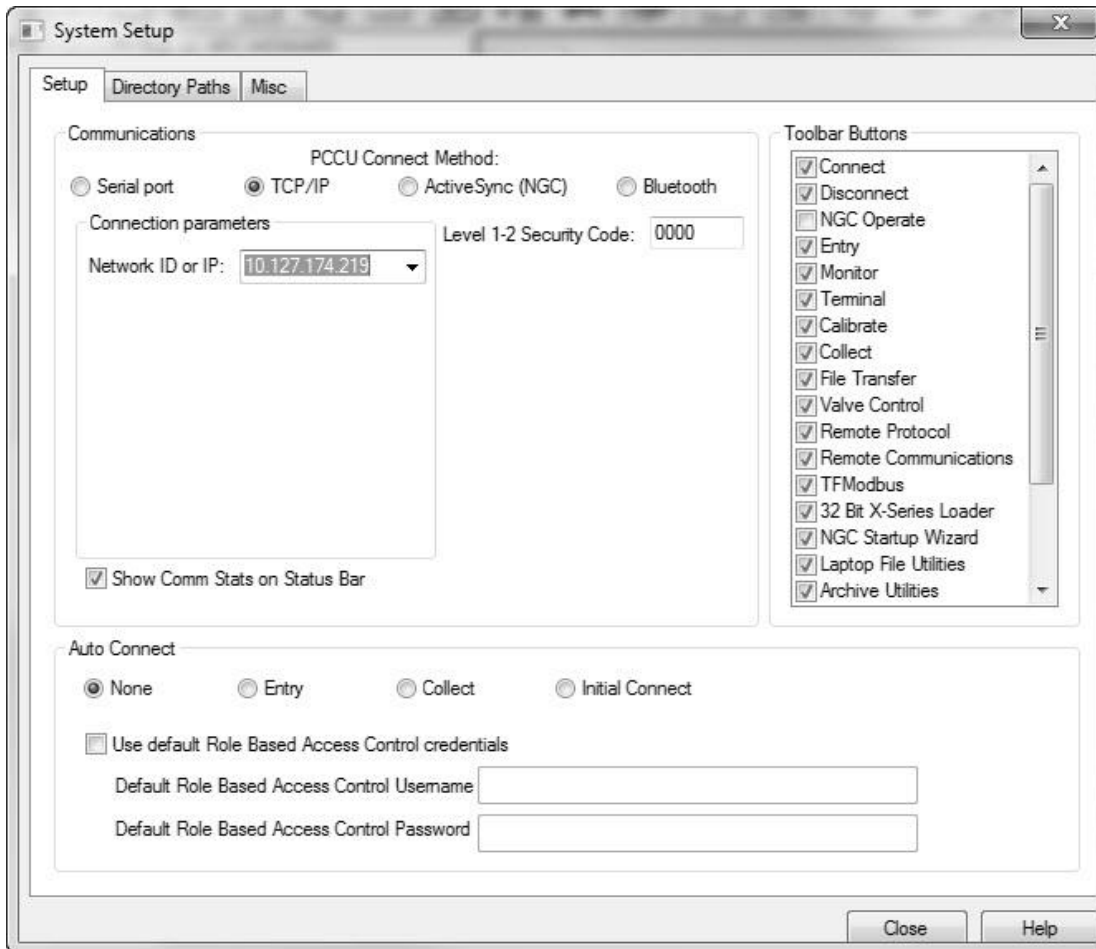 System Setup
X
Setup
Directory Paths
Misc
Communications
PCCU Connect Method:
Serial port
TCP/IP
ActiveSync (NGC)
Bluetooth
Connection parameters
Network ID or IP: 10.127.174.219
Level 1-2 Security Code: 0000
Show Comm Stats on Status Bar
Toolbar Buttons
Connect
Disconnect
NGC Operate
Entry
Monitor
Terminal
Calibrate
Collect
File Transfer
Valve Control
Remote Protocol
Remote Communications
TFModbus
32 Bit X-Series Loader
NGC Startup Wizard
Laptop File Utilities
Archive Utilities
Auto Connect
None
Entry
Collect
Initial Connect
Use default Role Based Access Control credentials
Default Role Based Access Control Username
Default Role Based Access Control Password
Close
Help